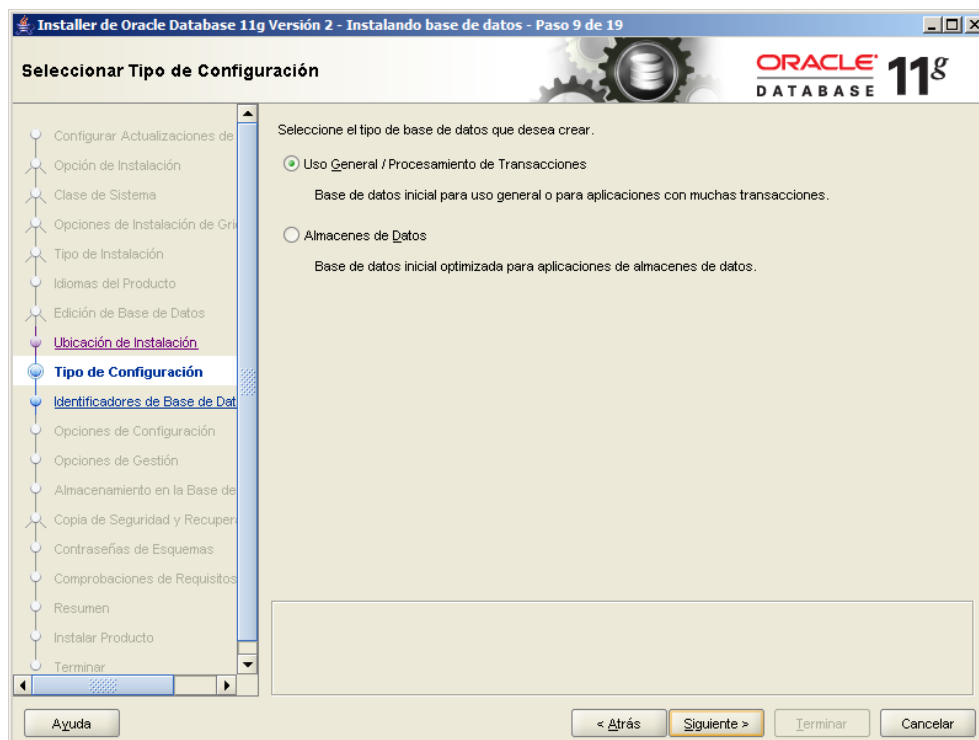 Installer de Oracle Database 11g Versión 2 - Instalando base de datos - Paso 9 de 19
Seleccionar Tipo de Configuración
ORACLE
DATABASE
11g
Configurar Actualizaciones de
Opción de Instalación
Clase de Sistema
Opciones de Instalación de Gri
Tipo de Instalación
Idiomas del Producto
Edición de Base de Datos
Ubicación de Instalación
Tipo de Configuración
Identificadores de Base de Dat
Opciones de Configuración
Opciones de Gestión
Almacenamiento en la Base de
Copia de Seguridad y Recuper
Contraseñas de Esquemas
Comprobaciones de Requisitos
Resumen
Instalar Producto
Terminar
Seleccione el tipo de base de datos que desea crear.
Uso General / Procesamiento de Transacciones
Base de datos inicial para uso general o para aplicaciones con muchas transacciones.
Almacenes de Datos
Base de datos inicial optimizada para aplicaciones de almacenes de datos.
Ayuda
< Atrás
Siguiente >
Terminar
Cancelar